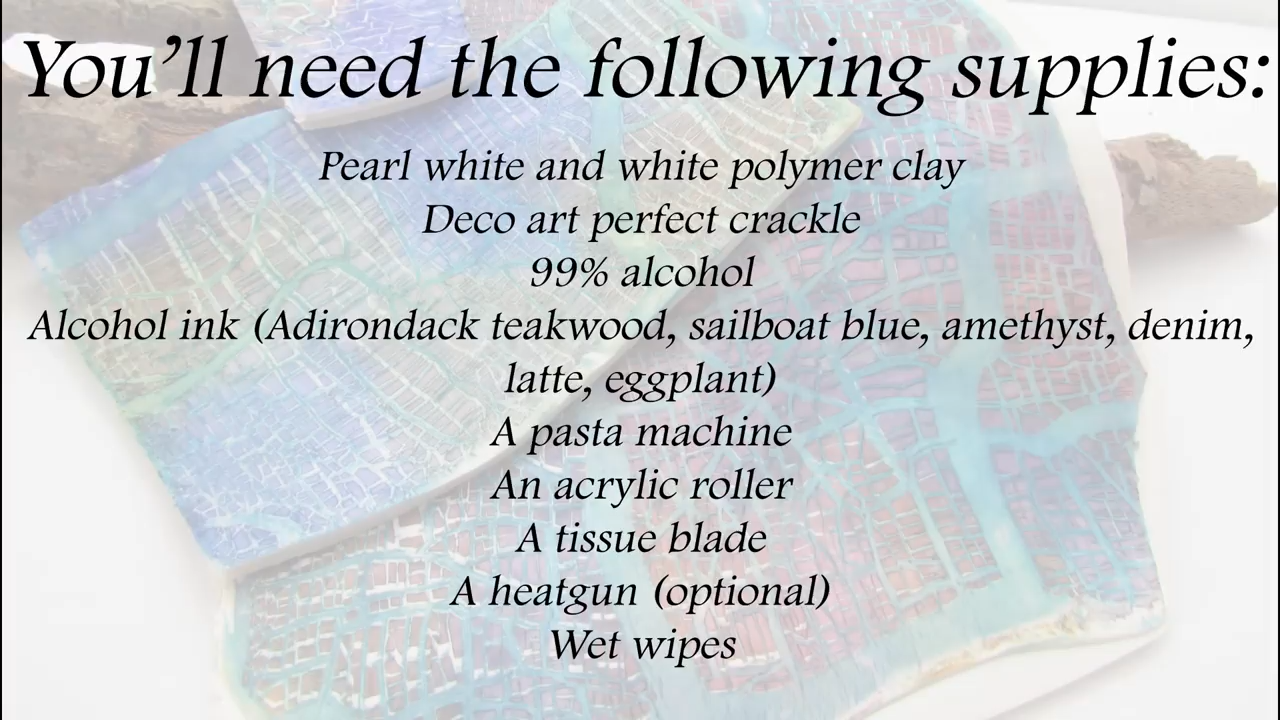 You'll need the following supplies:
Pearl white and white polymer clay
Deco art perfect crackle
99% alcohol
Alcohol ink (Adirondack teakwood, sailboat blue, amethyst, denim,
latte, eggplant)
A pasta machine
An acrylic roller
A tissue blade
A heatgun (optional)
Wet wipes